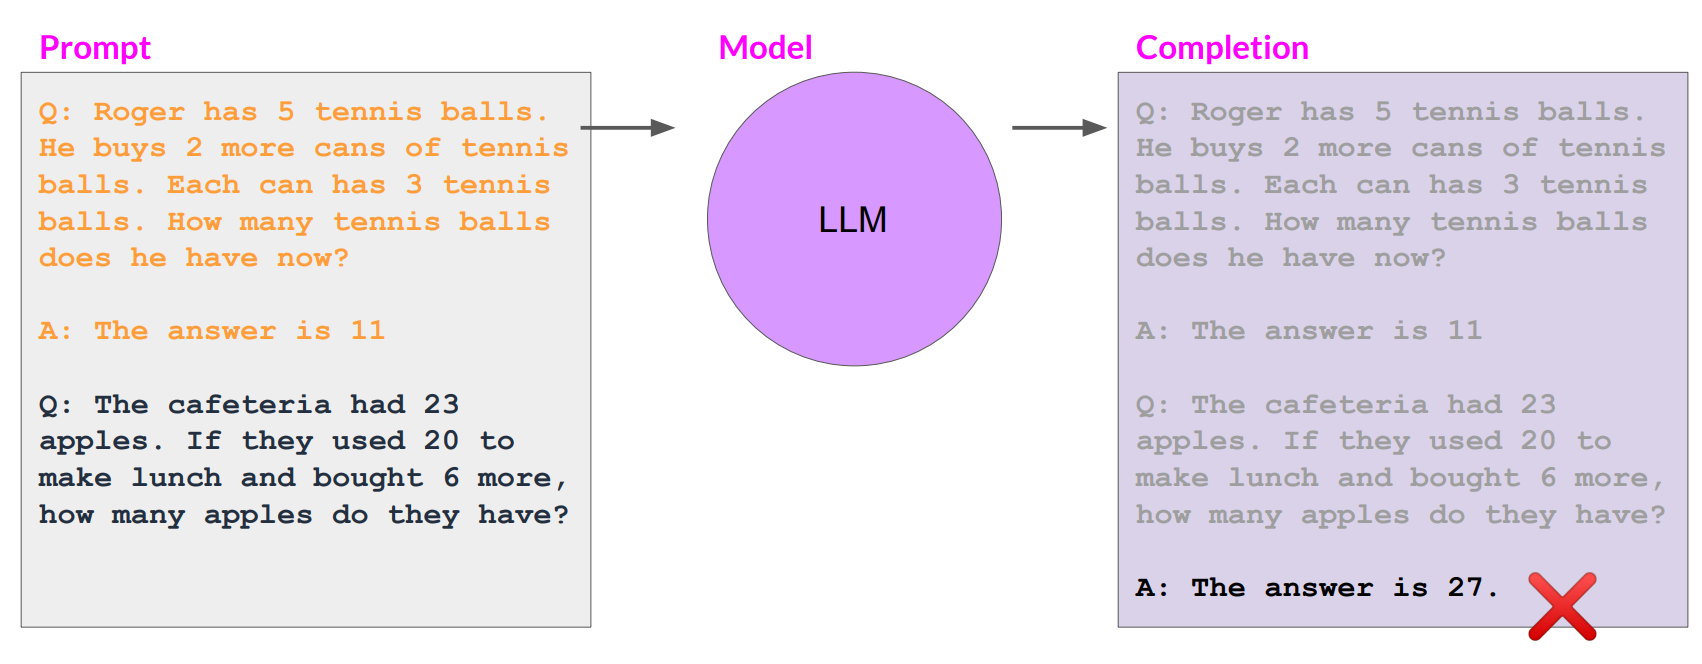 Prompt
Q: Roger has 5 tennis balls.
He buys 2 more cans of tennis
balls. Each can has 3 tennis
balls. How many tennis balls
does he have now?
A: The answer is 11
Q: The cafeteria had 23
apples. If they used 20 to
make lunch and bought 6 more,
how many apples do they have?
Model
LLM
Completion
Q: Roger has 5 tennis balls.
He buys 2 more cans of tennis
balls. Each can has 3 tennis
balls. How many tennis balls
does he have now?
A: The answer is 11
Q: The cafeteria had 23
apples. If they used 20 to
make lunch and bought 6 more,
how many apples do they have?
A: The answer is 27.